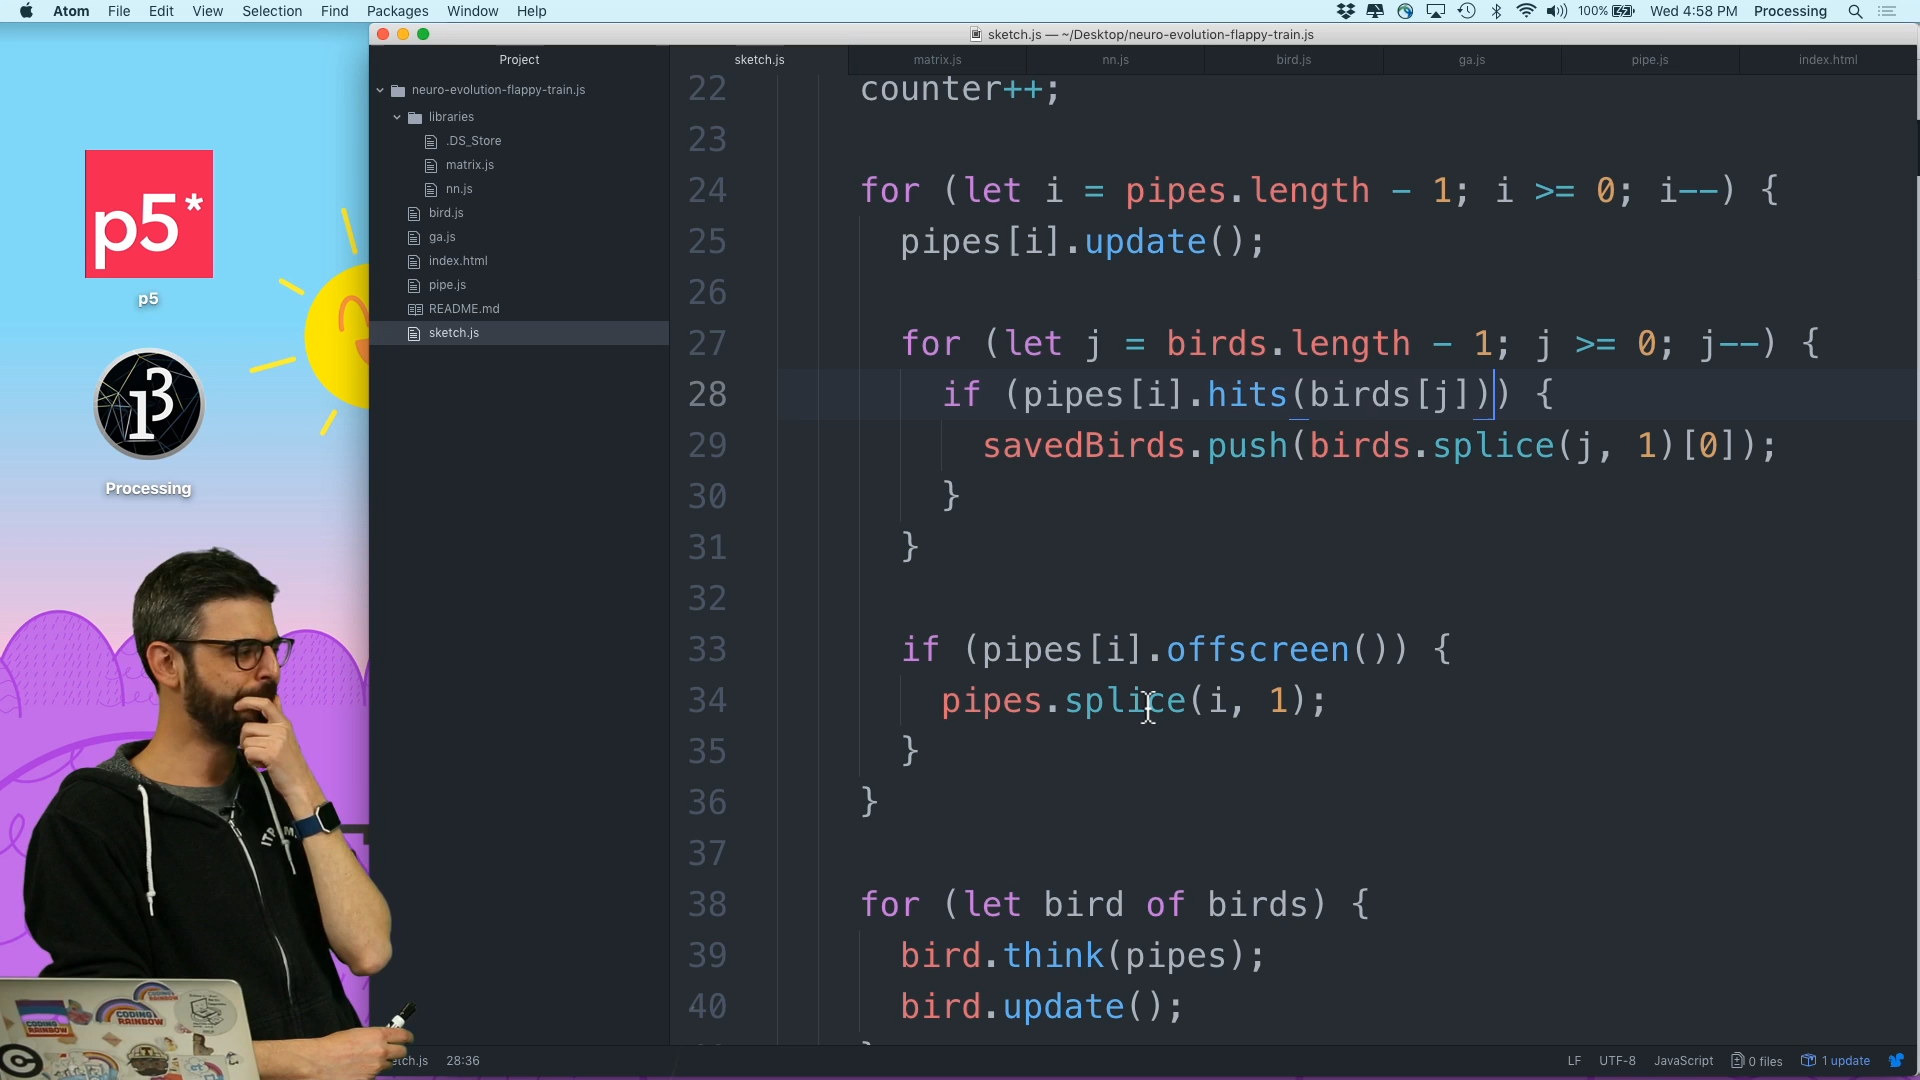 Atom File Edit View Selection Find Packages Window Help
100% Wed 4:58 PM Processing
sketch.js — ~/Desktop/neuro-evolution-flappy-train.js
Project
sketch.js matrix.js nn.js bird.js ga.js pipe.js index.html
neuro-evolution-flappy-train.js
libraries
.DS_Store
matrix.js
nn.js
bird.js
ga.js
index.html
pipe.js
README.md
sketch.js
p5*
p5
Processing
22 counter++;
23
24 for (let i = pipes.length - 1; i >= 0; i--) {
25 pipes[i].update();
26
27 for (let j = birds.length - 1; j >= 0; j--) {
28 if (pipes[i].hits(birds[j])) {
29 savedBirds.push(birds.splice(j, 1)[0]);
30 }
31 }
32
33 if (pipes[i].offscreen()) {
34 pipes.splice(i, 1);
35 }
36 }
37
38 for (let bird of birds) {
39 bird.think(pipes);
40 bird.update();
CODING
RAINBOW
CODING
RAINBOW
28:36
LF UTF-8 JavaScript 0 files 1 update